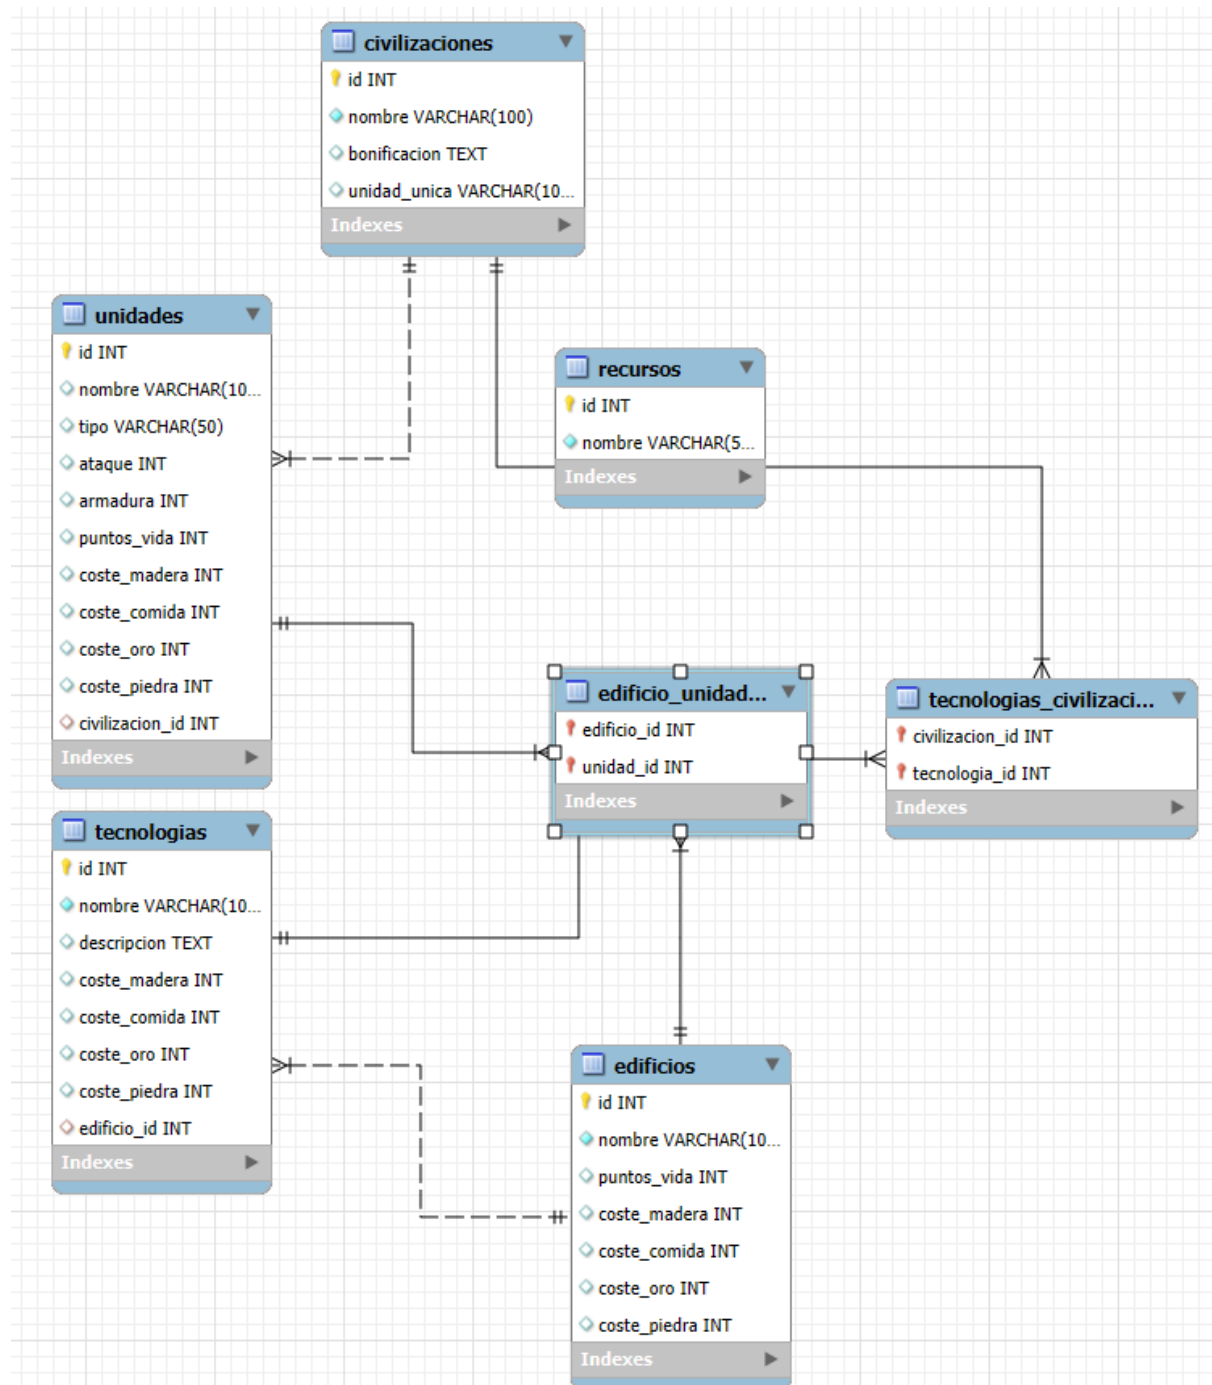 civilizaciones
id INT
nombre VARCHAR(100)
bonificacion TEXT
unidad_unica VARCHAR(10...
Indexes
unidades
id INT
nombre VARCHAR(10...
tipo VARCHAR(50)
ataque INT
armadura INT
puntos_vida INT
coste_madera INT
coste_comida INT
coste_oro INT
coste_piedra INT
civilizacion_id INT
Indexes
recursos
id INT
nombre VARCHAR(5...
Indexes
edificio_unidad...
edificio_id INT
unidad_id INT
Indexes
tecnologias_civilizaci...
civilizacion_id INT
tecnologia_id INT
Indexes
tecnologias
id INT
nombre VARCHAR(10...
descripcion TEXT
coste_madera INT
coste_comida INT
coste_oro INT
coste_piedra INT
edificio_id INT
Indexes
edificios
id INT
nombre VARCHAR(10...
puntos_vida INT
coste_madera INT
coste_comida INT
coste_oro INT
coste_piedra INT
Indexes